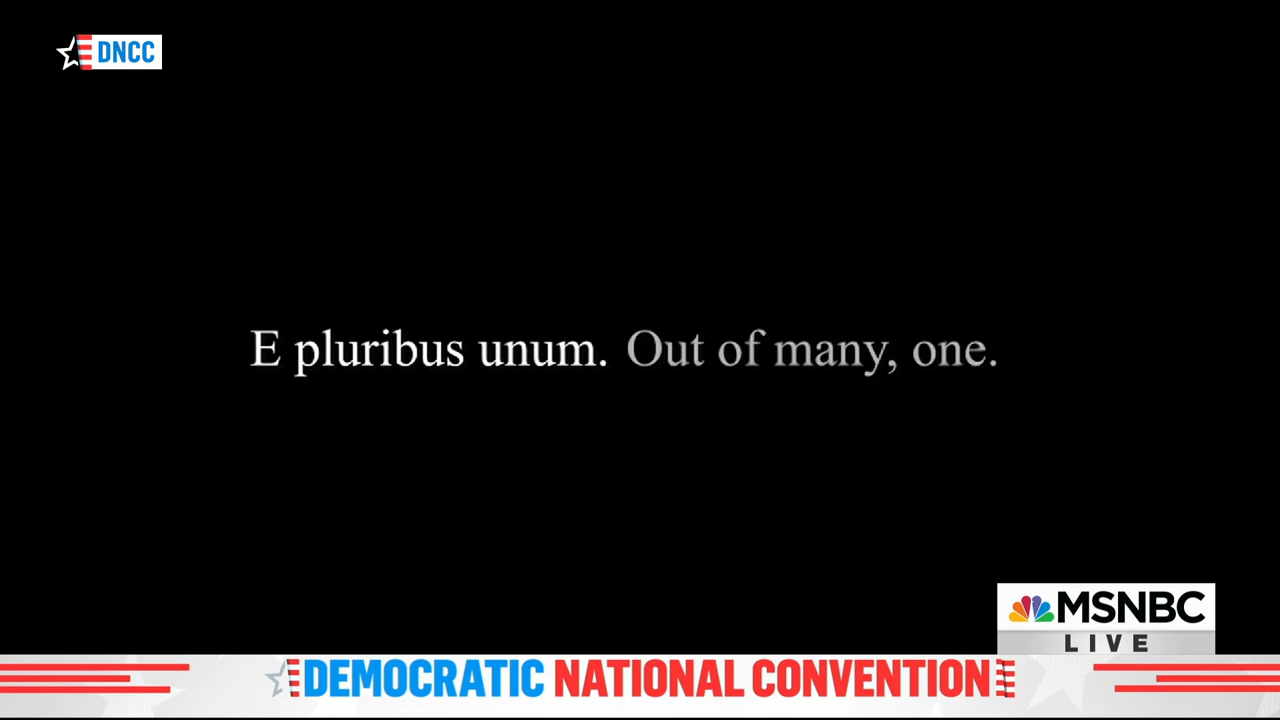 DNCC
E pluribus unum. Out of many, one.
MSNBC
LIVE
DEMOCRATIC NATIONAL CONVENTION